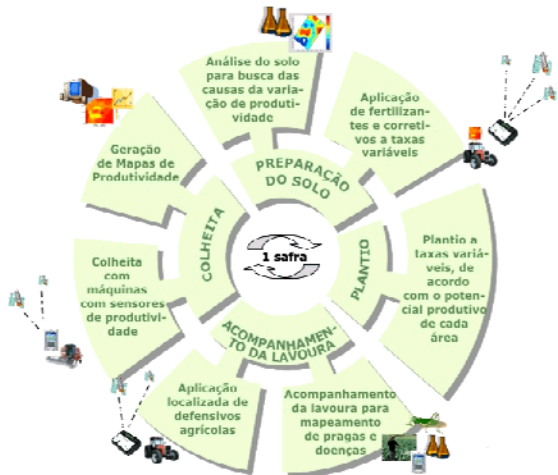 Análise do solo
para busca das
causas da varia-
ção de produti-
vidade
Aplicação
de fertilizan-
tes e correti-
vos a taxas
variáveis
Geração
de Mapas de
Produtividade
PREPARAÇÃO
DO SOLO
COLHEITA
1 safra
PLANTIO
Plantio a
taxas variá-
veis, de
acordo
com o poten-
cial produtivo
de cada
área
Colheita
com
máquinas
com sensores
de produtivi-
dade
ACOMPANHAMEN-
TO DA LAVOURA
Aplicação
localizada de
defensivos
agrícolas
Acompanhamento
da lavoura para
mapeamento
de pragas e
doenças